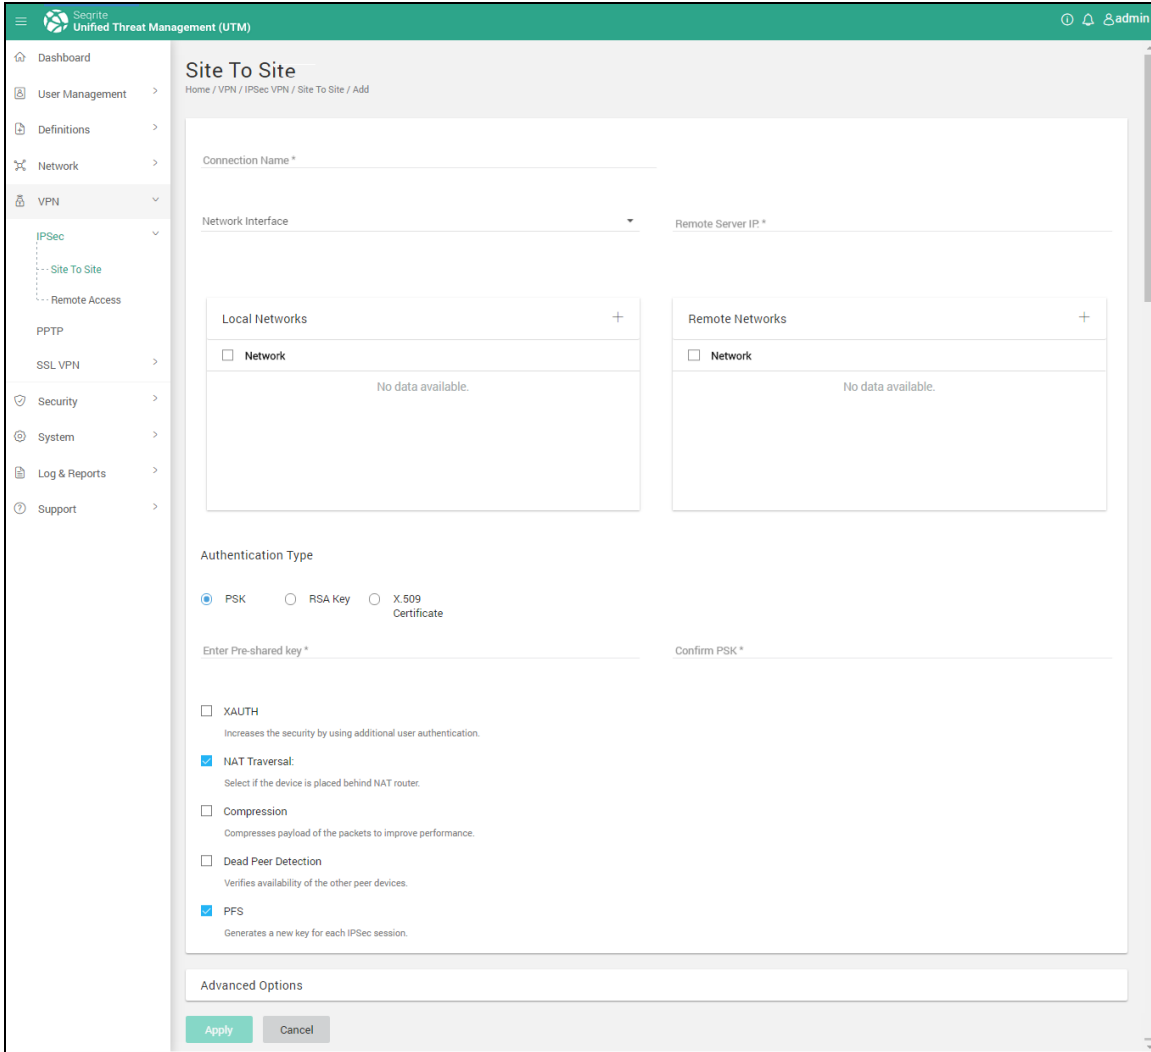 Seqrite
Unified Threat Management (UTM)
admin
Dashboard
User Management
Definitions
Network
VPN
IPSec
Site To Site
Remote Access
PPTP
SSL VPN
Security
System
Log & Reports
Support
Site To Site
Home / VPN / IPSec VPN / Site To Site / Add
Connection Name *
Network Interface
Remote Server IP. *
Local Networks
Remote Networks
Network
Network
No data available.
No data available.
Authentication Type
PSK
RSA Key
X.509
Certificate
Enter Pre-shared key *
Confirm PSK *
XAUTH
Increases the security by using additional user authentication.
NAT Traversal:
Select if the device is placed behind NAT router.
Compression
Compresses payload of the packets to improve performance.
Dead Peer Detection
Verifies availability of the other peer devices.
PFS
Generates a new key for each IPSec session.
Advanced Options
Apply
Cancel